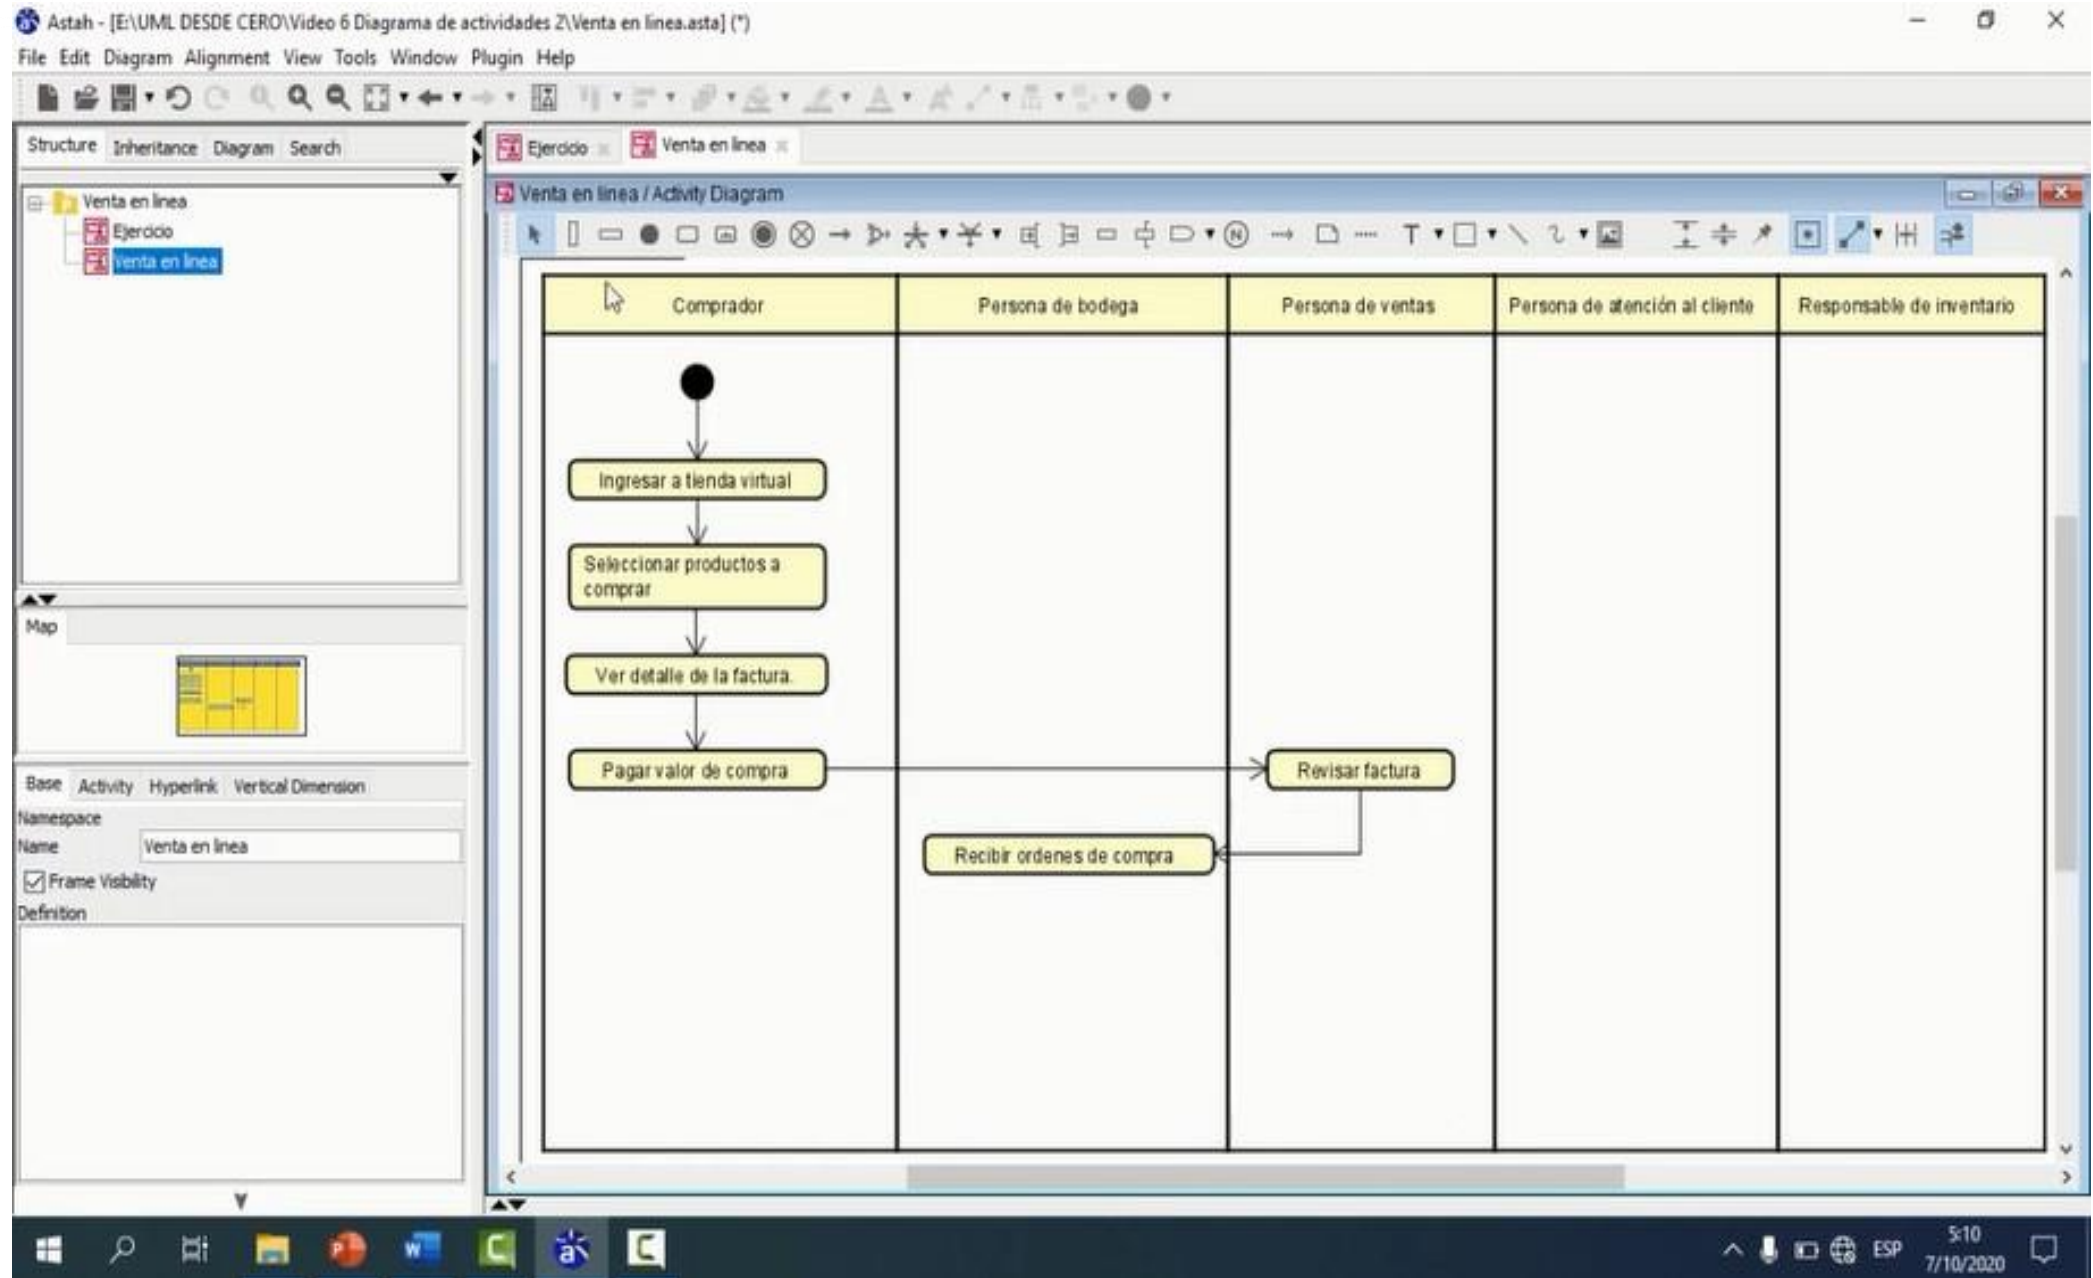 Astah - [E:\UML DESDE CERO\Video 6 Diagrama de actividades 2\Venta en linea.asta] (*)
File Edit Diagram Alignment View Tools Window Plugin Help
Structure Inheritance Diagram Search
Venta en linea
Ejercicio
Venta en linea
Map
Base Activity Hyperlink Vertical Dimension
Namespace
Name Venta en linea
Frame Visibility
Definition
Ejercicio Venta en linea
Venta en linea / Activity Diagram
N T
Comprador Persona de bodega Persona de ventas Persona de atención al cliente Responsable de inventario
Ingresar a tienda virtual
Seleccionar productos a
comprar
Ver detalle de la factura.
Pagar valor de compra Revisar factura
Recibir ordenes de compra
ESP 5:10
7/10/2020